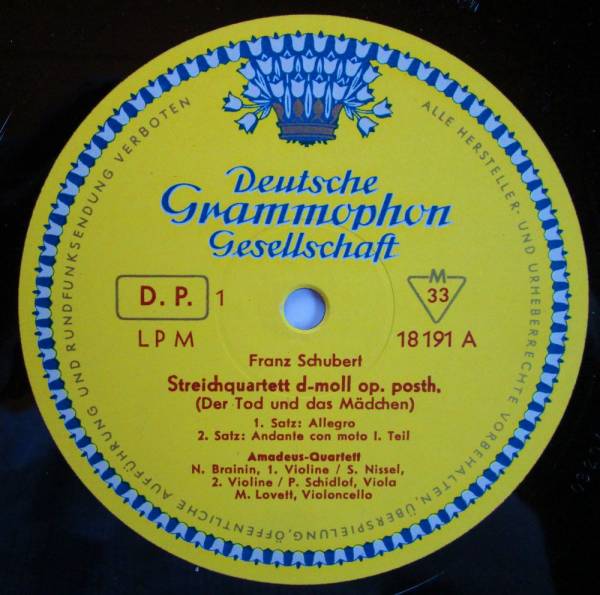 ALLE HERSTELLER- UND URHEBERRECHTE VORBEHALTEN, ÜBERSPIELUNG, ÖFFENTLICHE AUFFÜHRUNG UND RUNDFUNKSENDUNG VERBOTEN
Deutsche
Grammophon
Gesellschaft
D. P. 1
M
33
LPM
18191 A
Franz Schubert
Streichquartett d-moll op. posth.
(Der Tod und das Mädchen)
1. Satz: Allegro
2. Satz: Andante con moto I. Teil
Amadeus-Quartett
N. Brainin, 1. Violine / S. Nissel,
2. Violine / P. Schidlof, Viola
M. Lovett, Violoncello